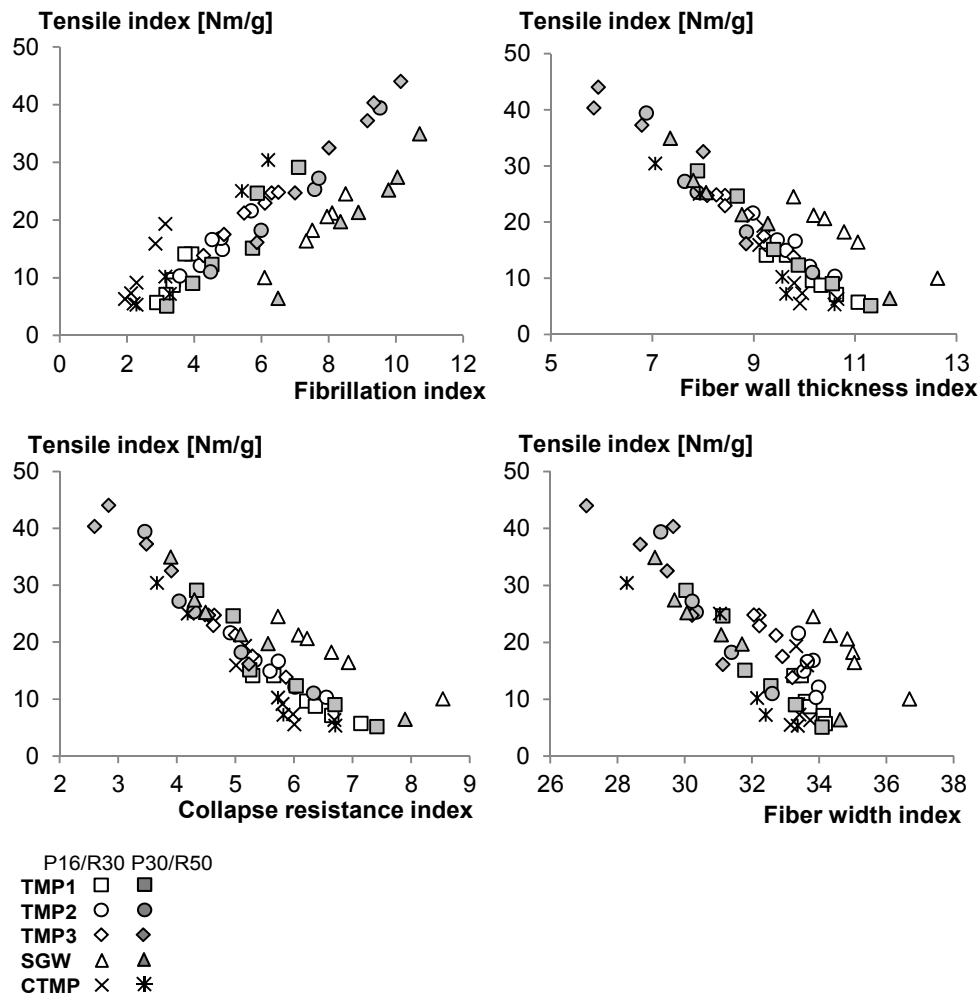 Tensile index [Nm/g]
50
40
30
20
10
0
0 2 4 6 8 10 12
Fibrillation index
Tensile index [Nm/g]
50
40
30
20
10
0
5 7 9 11 13
Fiber wall thickness index
Tensile index [Nm/g]
50
40
30
20
10
0
2 3 4 5 6 7 8 9
Collapse resistance index
Tensile index [Nm/g]
50
40
30
20
10
0
26 28 30 32 34 36 38
Fiber width index
P16/R30 P30/R50
TMP1
TMP2
TMP3
SGW
CTMP